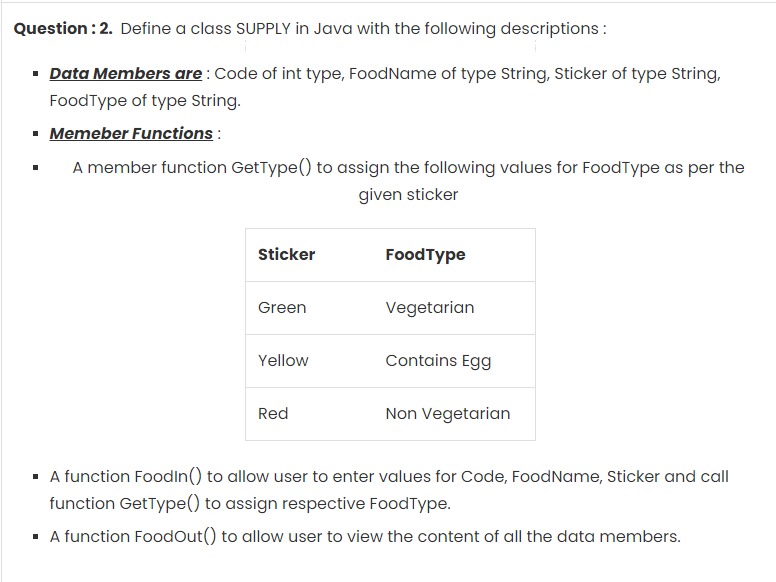 Question : 2. Define a class SUPPLY in Java with the following descriptions :
▪ Data Members are : Code of int type, FoodName of type String, Sticker of type String,
FoodType of type String.
▪ Memeber Functions :
▪ A member function GetType() to assign the following values for FoodType as per the
given sticker
Sticker FoodType
Green Vegetarian
Yellow Contains Egg
Red Non Vegetarian
▪ A function FoodIn() to allow user to enter values for Code, FoodName, Sticker and call
function GetType() to assign respective FoodType.
▪ A function FoodOut() to allow user to view the content of all the data members.